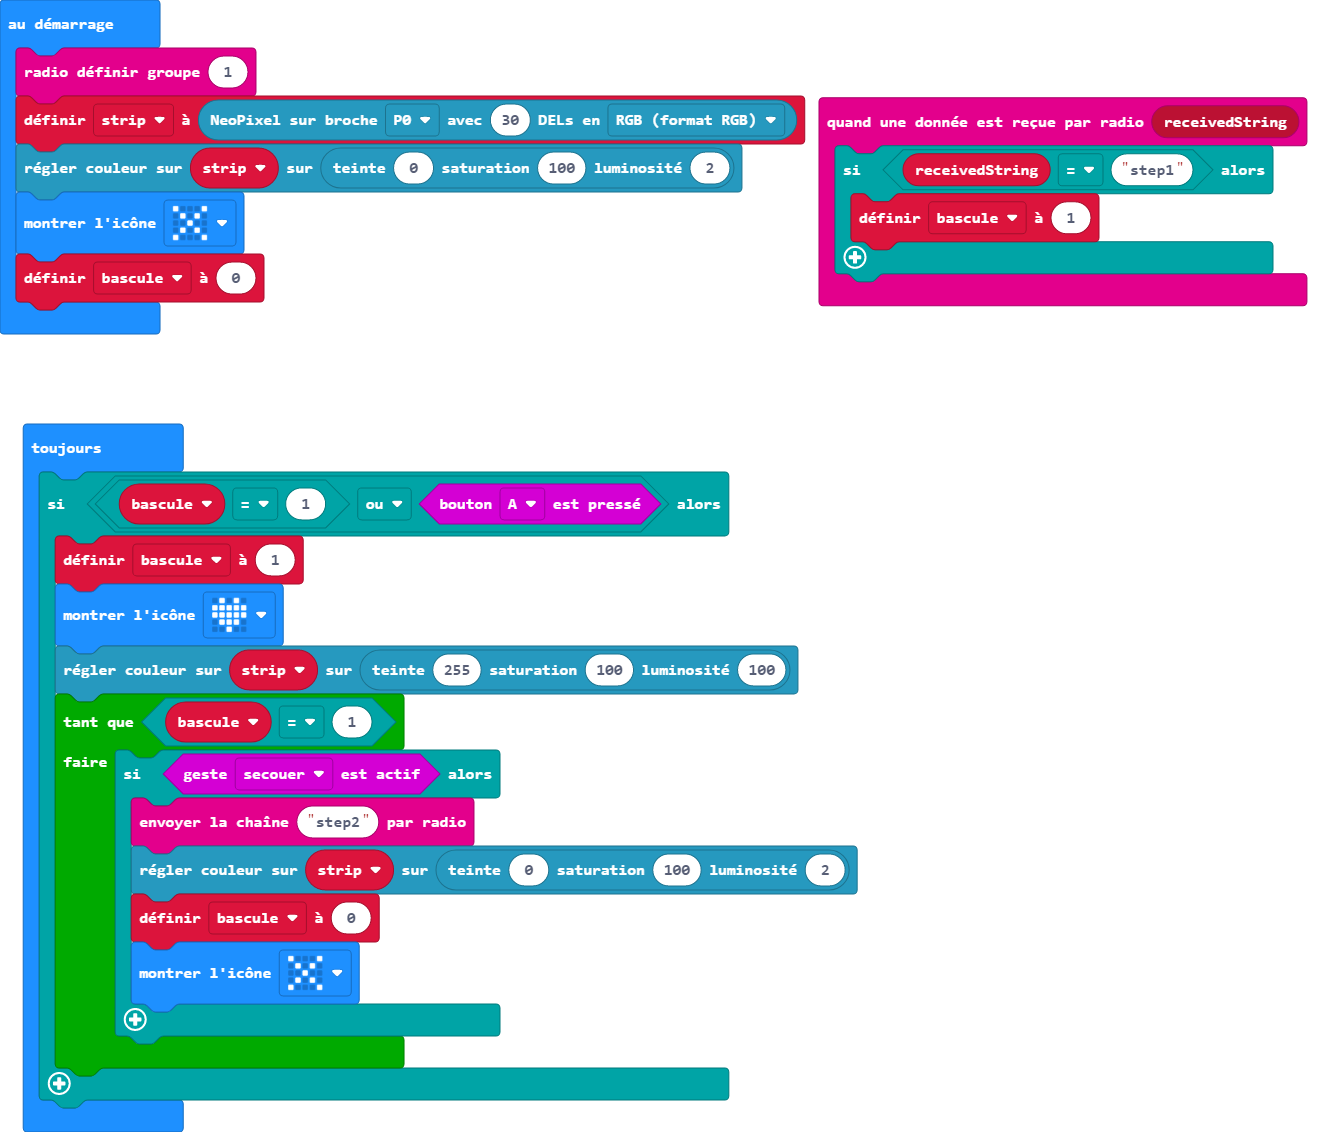 au démarrage
radio définir groupe 1
définir strip à NeoPixel sur broche P0 avec 30 DELs en RGB (format RGB)
régler couleur sur strip sur teinte 0 saturation 100 luminosité 2
montrer l'icône
définir bascule à 0
quand une donnée est reçue par radio receivedString
si receivedString = "step1" alors
définir bascule à 1
toujours
si bascule = 1 ou bouton A est pressé alors
définir bascule à 1
montrer l'icône
régler couleur sur strip sur teinte 255 saturation 100 luminosité 100
tant que bascule = 1
faire
si geste secouer est actif alors
envoyer la chaîne "step2" par radio
régler couleur sur strip sur teinte 0 saturation 100 luminosité 2
définir bascule à 0
montrer l'icône